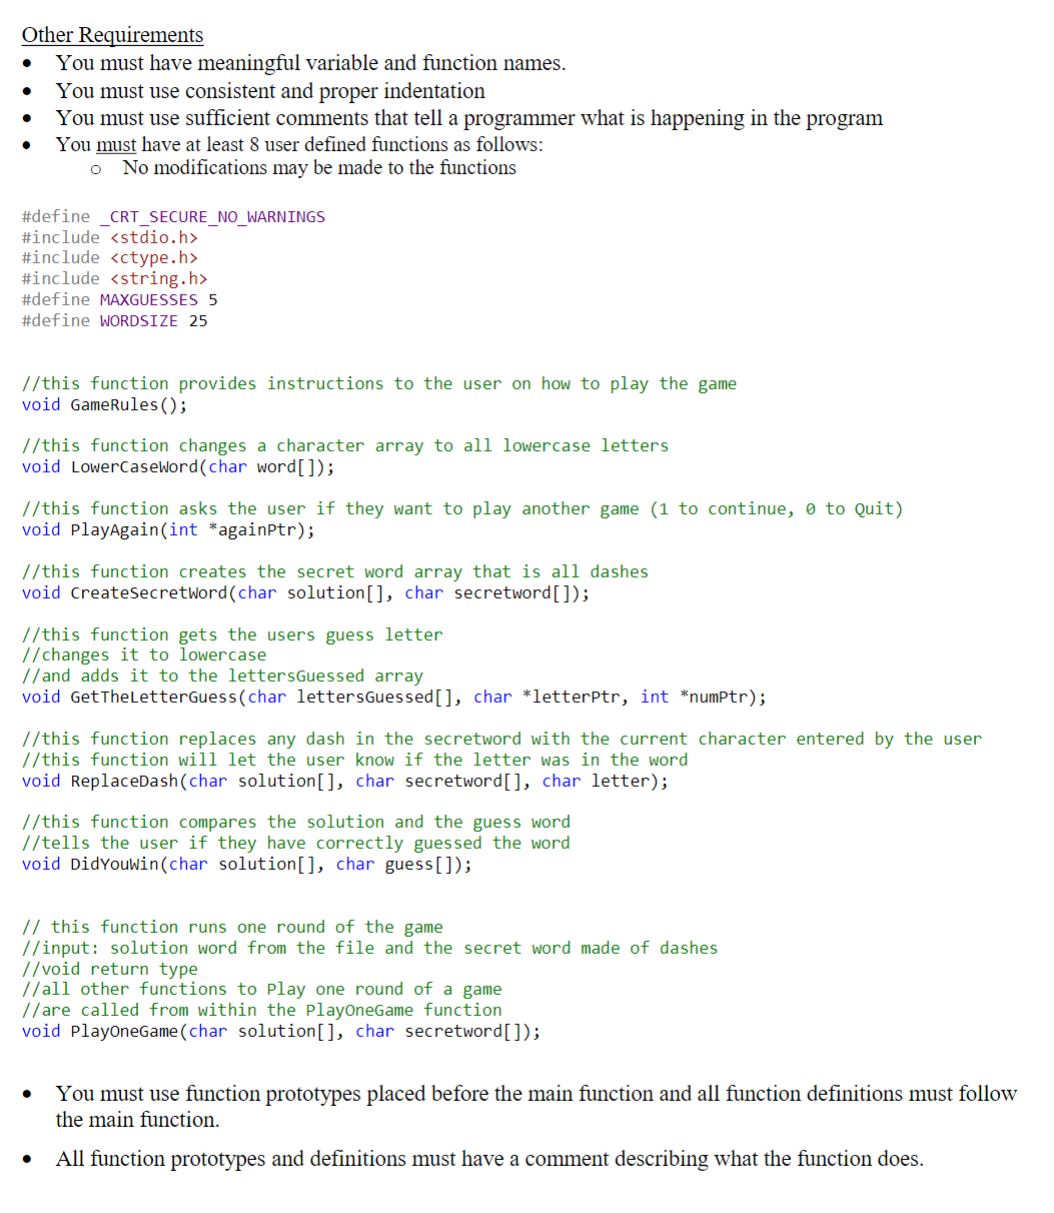 Other Requirements
• You must have meaningful variable and function names.
• You must use consistent and proper indentation
• You must use sufficient comments that tell a programmer what is happening in the program
• You must have at least 8 user defined functions as follows:
o No modifications may be made to the functions
#define _CRT_SECURE_NO_WARNINGS
#include <stdio.h>
#include <ctype.h>
#include <string.h>
#define MAXGUESSES 5
#define WORDSIZE 25
//this function provides instructions to the user on how to play the game
void GameRules();
//this function changes a character array to all lowercase letters
void LowerCaseWord(char word[]);
//this function asks the user if they want to play another game (1 to continue, 0 to Quit)
void PlayAgain(int *againPtr);
//this function creates the secret word array that is all dashes
void CreateSecretWord(char solution[], char secretword[]);
//this function gets the users guess letter
//changes it to lowercase
//and adds it to the lettersGuessed array
void GetTheLetterGuess(char lettersGuessed[], char *letterPtr, int *numPtr);
//this function replaces any dash in the secretword with the current character entered by the user
//this function will let the user know if the letter was in the word
void ReplaceDash(char solution[], char secretword[], char letter);
//this function compares the solution and the guess word
//tells the user if they have correctly guessed the word
void DidYouWin(char solution[], char guess[]);
// this function runs one round of the game
//input: solution word from the file and the secret word made of dashes
//void return type
//all other functions to Play one round of a game
//are called from within the PlayOneGame function
void PlayOneGame(char solution[], char secretword[]);
• You must use function prototypes placed before the main function and all function definitions must follow
the main function.
• All function prototypes and definitions must have a comment describing what the function does.